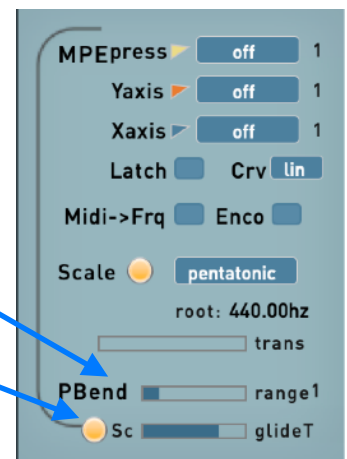 MPEpress off 1
Yaxis off 1
Xaxis off 1
Latch Crv lin
Midi->Frq Enco
Scale pentatonic
root: 440.00hz
trans
PBend range1
Sc glideT